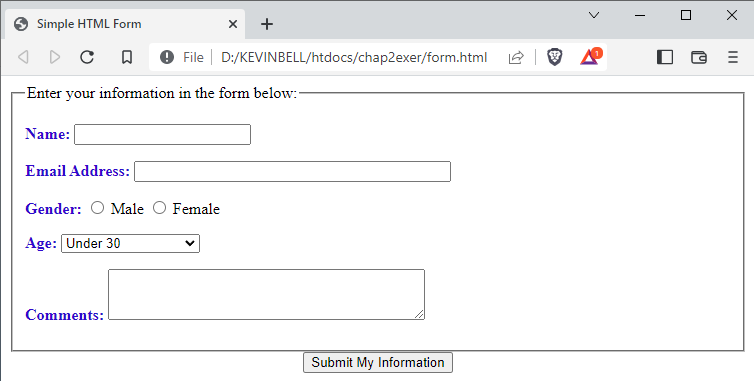 Simple HTML Form
File | D:/KEVINBELL/htdocs/chap2exer/form.html 1
Enter your information in the form below:
Name:
Email Address:
Gender: Male Female
Age: Under 30
Comments:
Submit My Information